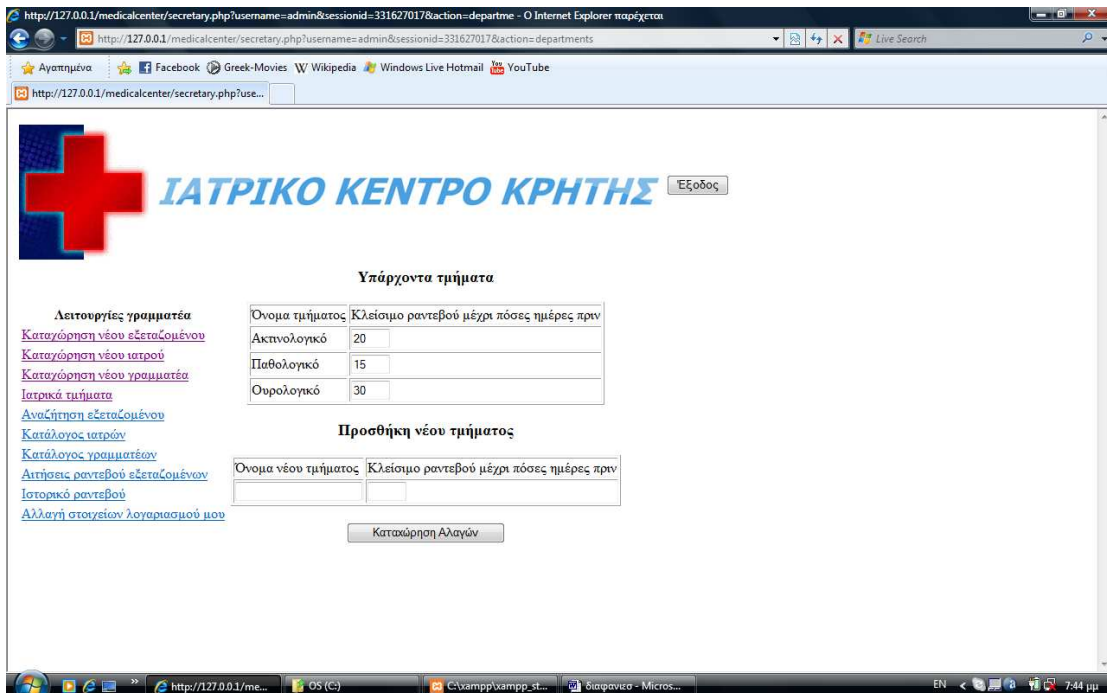 http://127.0.0.1/medicalcenter/secretary.php?username=admin&sessionid=331627017&action=departme - Ο Internet Explorer παρέχεται
http://127.0.0.1/medicalcenter/secretary.php?username=admin&sessionid=331627017&action=departments
Live Search
Αγαπημένα Facebook Greek-Movies W Wikipedia Windows Live Hotmail You Tube YouTube
http://127.0.0.1/medicalcenter/secretary.php?use...
ΙΑΤΡΙΚΟ ΚΕΝΤΡΟ ΚΡΗΤΗΣ
Έξοδος
Υπάρχοντα τμήματα
Λειτουργίες γραμματέα
Καταχώρηση νέου εξεταζομένου
Καταχώρηση νέου ιατρού
Καταχώρηση νέου γραμματέα
Ιατρικά τμήματα
Αναζήτηση εξεταζομένου
Κατάλογος ιατρών
Κατάλογος γραμματέων
Αιτήσεις ραντεβού εξεταζομένων
Ιστορικό ραντεβού
Αλλαγή στοιχείων λογαριασμού μου
Όνομα τμήματος Κλείσιμο ραντεβού μέχρι πόσες ημέρες πριν
Ακτινολογικό 20
Παθολογικό 15
Ουρολογικό 30
Προσθήκη νέου τμήματος
Όνομα νέου τμήματος Κλείσιμο ραντεβού μέχρι πόσες ημέρες πριν
Καταχώρηση Αλαγών
http://127.0.0.1/me...
OS (C:)
C:\xampp\xampp_st...
διαφανιεσ - Micros...
EN
7:44 μμ